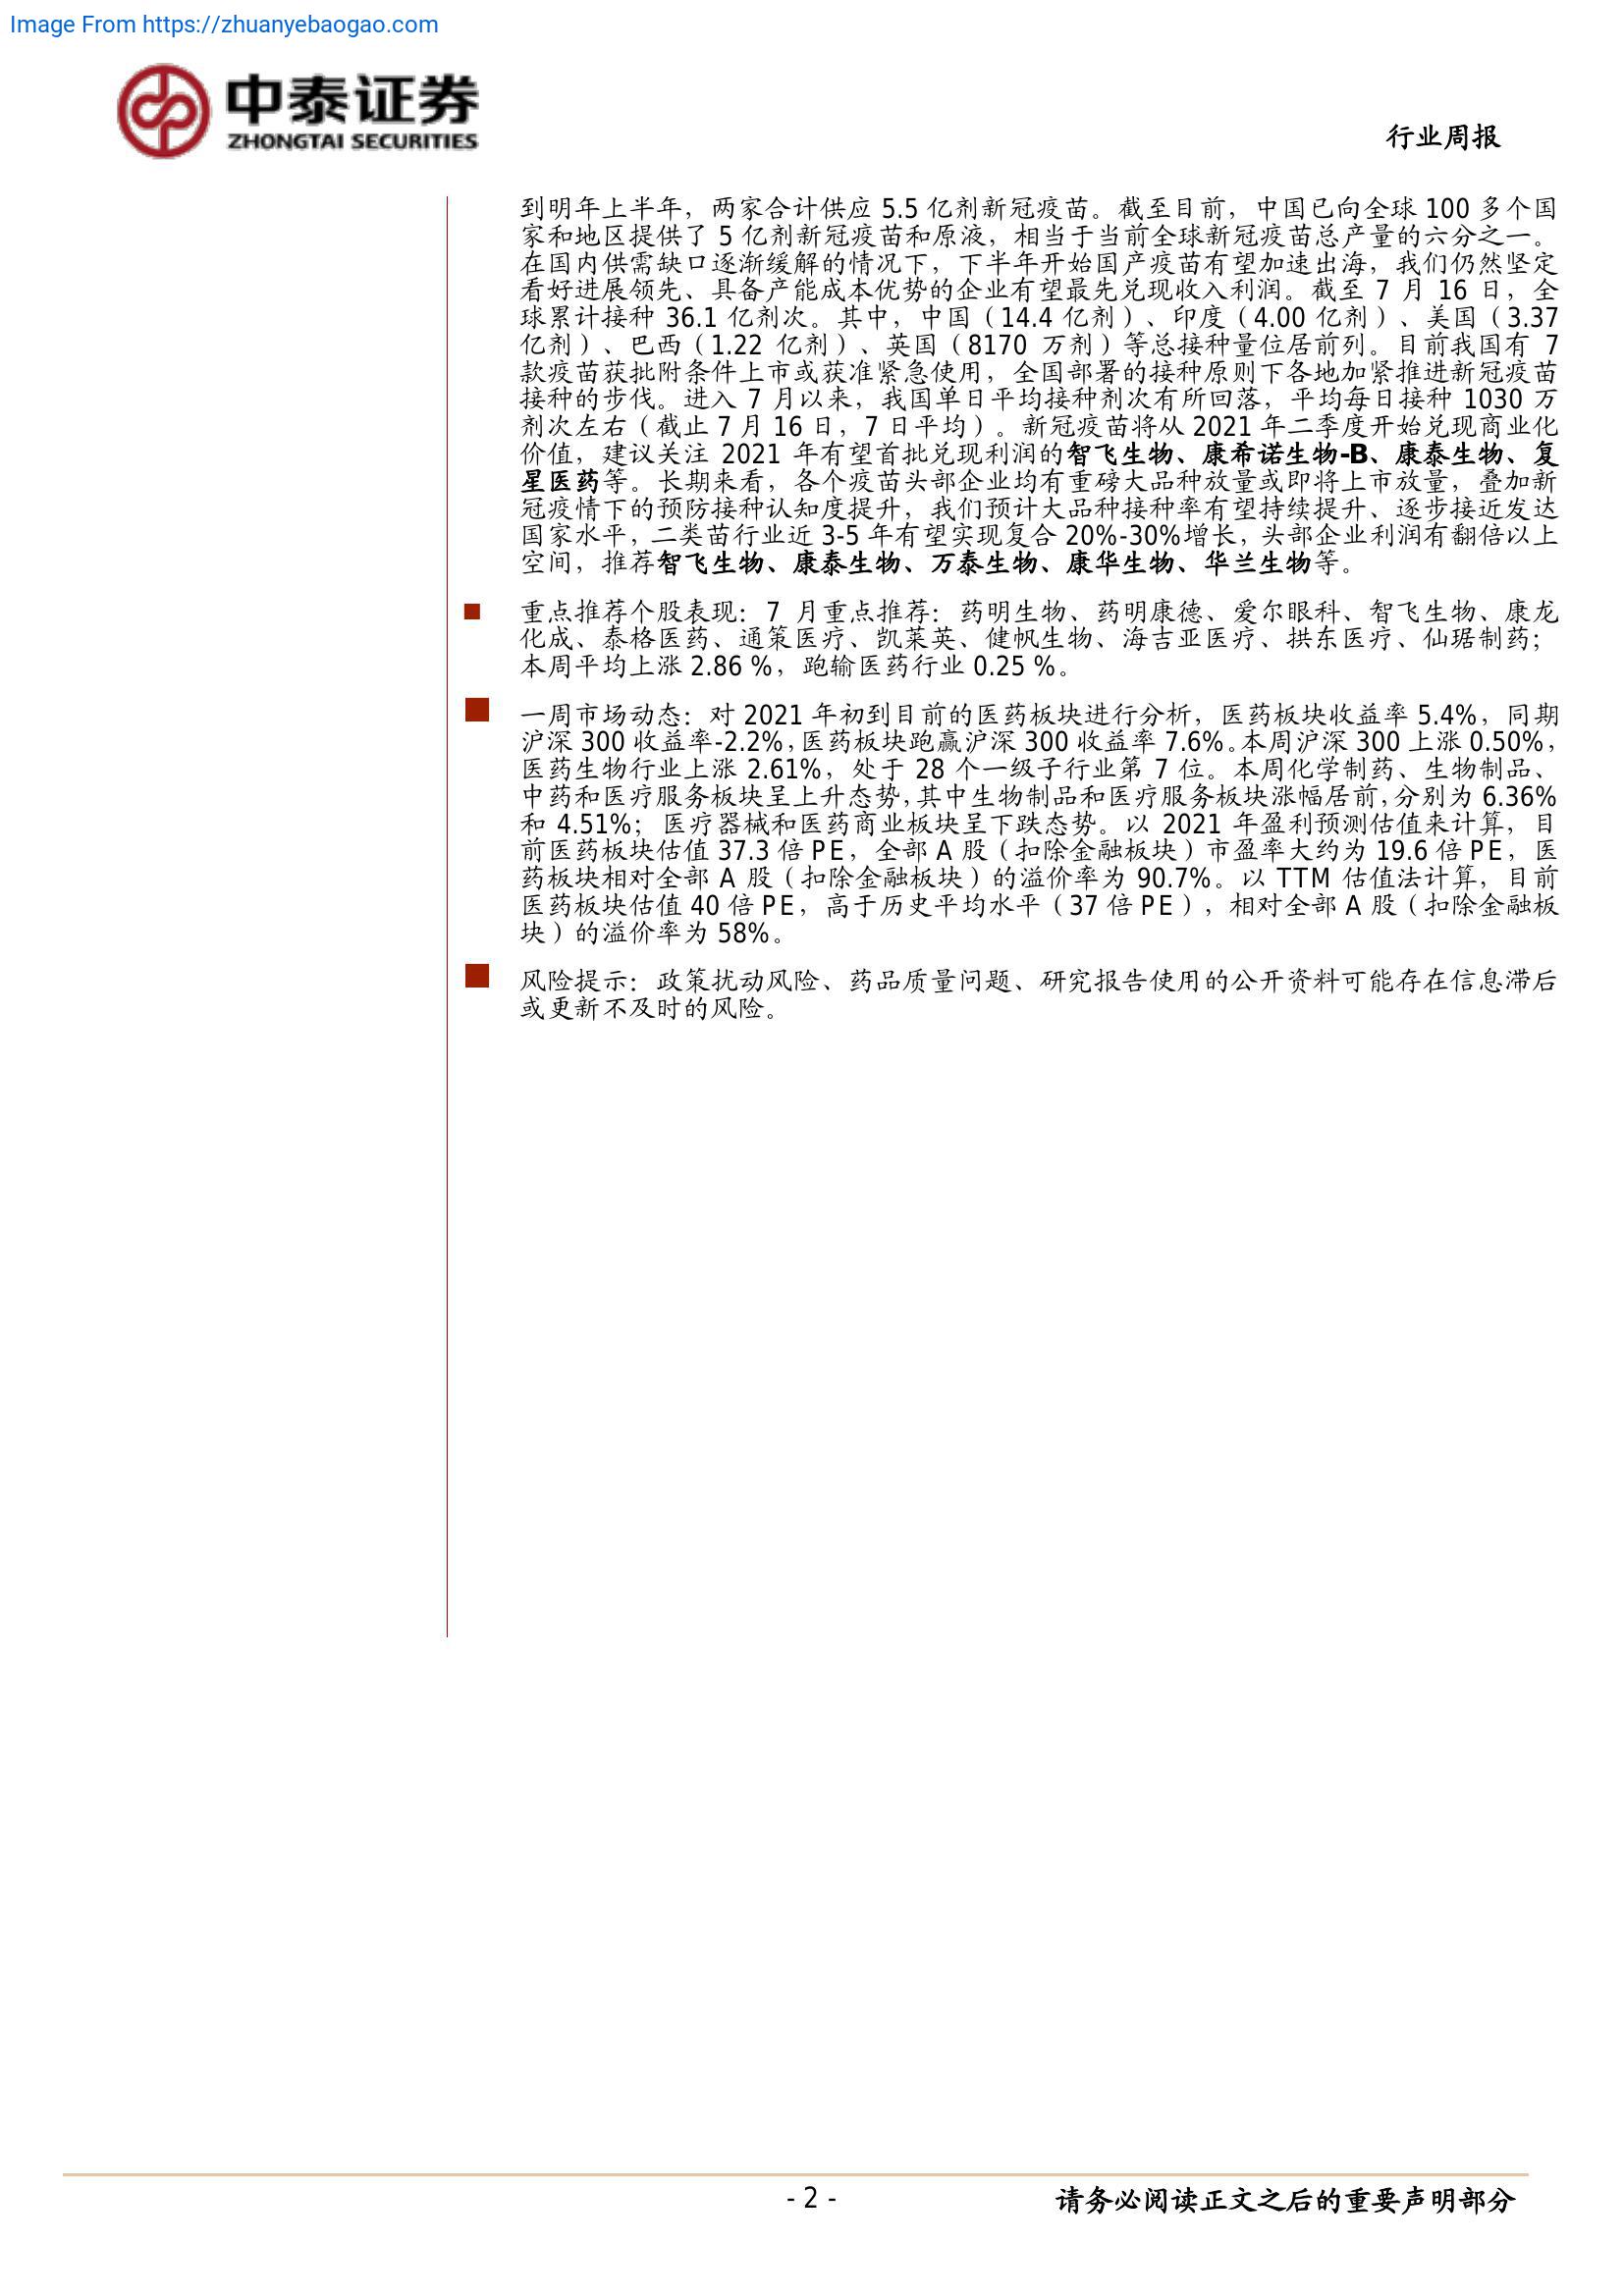 Image From https://zhuanyebaogao.com
中泰证券
ZHONGTAI SECURITIES
行业周报
到明年上半年，两家合计供应 5.5 亿剂新冠疫苗。截至目前，中国已向全球 100 多个国
家和地区提供了 5 亿剂新冠疫苗和原液，相当于当前全球新冠疫苗总产量的六分之一。
在国内供需缺口逐渐缓解的情况下，下半年开始国产疫苗有望加速出海，我们仍然坚定
看好进展领先、具备产能成本优势的企业有望最先兑现收入利润。截至 7 月 16 日，全
球累计接种 36.1 亿剂次。其中，中国（14.4 亿剂）、印度（4.00 亿剂）、美国（3.37
亿剂）、巴西（1.22 亿剂）、英国（8170 万剂）等总接种量位居前列。目前我国有 7
款疫苗获批附条件上市或获准紧急使用，全国部署的接种原则下各地加紧推进新冠疫苗
接种的步伐。进入 7 月以来，我国单日平均接种剂次有所回落，平均每日接种 1030 万
剂次左右（截止 7 月 16 日，7 日平均）。新冠疫苗将从 2021 年二季度开始兑现商业化
价值，建议关注 2021 年有望首批兑现利润的智飞生物、康希诺生物-B、康泰生物、复
星医药等。长期来看，各个疫苗头部企业均有重磅大品种放量或即将上市放量，叠加新
冠疫情下的预防接种认知度提升，我们预计大品种接种率有望持续提升、逐步接近发达
国家水平，二类苗行业近 3-5 年有望实现复合 20%-30%增长，头部企业利润有翻倍以上
空间，推荐智飞生物、康泰生物、万泰生物、康华生物、华兰生物等。
重点推荐个股表现：7 月重点推荐：药明生物、药明康德、爱尔眼科、智飞生物、康龙
化成、泰格医药、通策医疗、凯莱英、健帆生物、海吉亚医疗、拱东医疗、仙琚制药；
本周平均上涨 2.86 %，跑输医药行业 0.25 %。
一周市场动态：对 2021 年初到目前的医药板块进行分析，医药板块收益率 5.4%，同期
沪深 300 收益率-2.2%，医药板块跑赢沪深 300 收益率 7.6%。本周沪深 300 上涨 0.50%，
医药生物行业上涨 2.61%，处于 28 个一级子行业第 7 位。本周化学制药、生物制品、
中药和医疗服务板块呈上升态势，其中生物制品和医疗服务板块涨幅居前，分别为 6.36%
和 4.51%；医疗器械和医药商业板块呈下跌态势。以 2021 年盈利预测估值来计算，目
前医药板块估值 37.3 倍 PE，全部 A 股（扣除金融板块）市盈率大约为 19.6 倍 PE，医
药板块相对全部 A 股（扣除金融板块）的溢价率为 90.7%。以 TTM 估值法计算，目前
医药板块估值 40 倍 PE，高于历史平均水平（37 倍 PE），相对全部 A 股（扣除金融板
块）的溢价率为 58%。
风险提示：政策扰动风险、药品质量问题、研究报告使用的公开资料可能存在信息滞后
或更新不及时的风险。
- 2 -
请务必阅读正文之后的重要声明部分